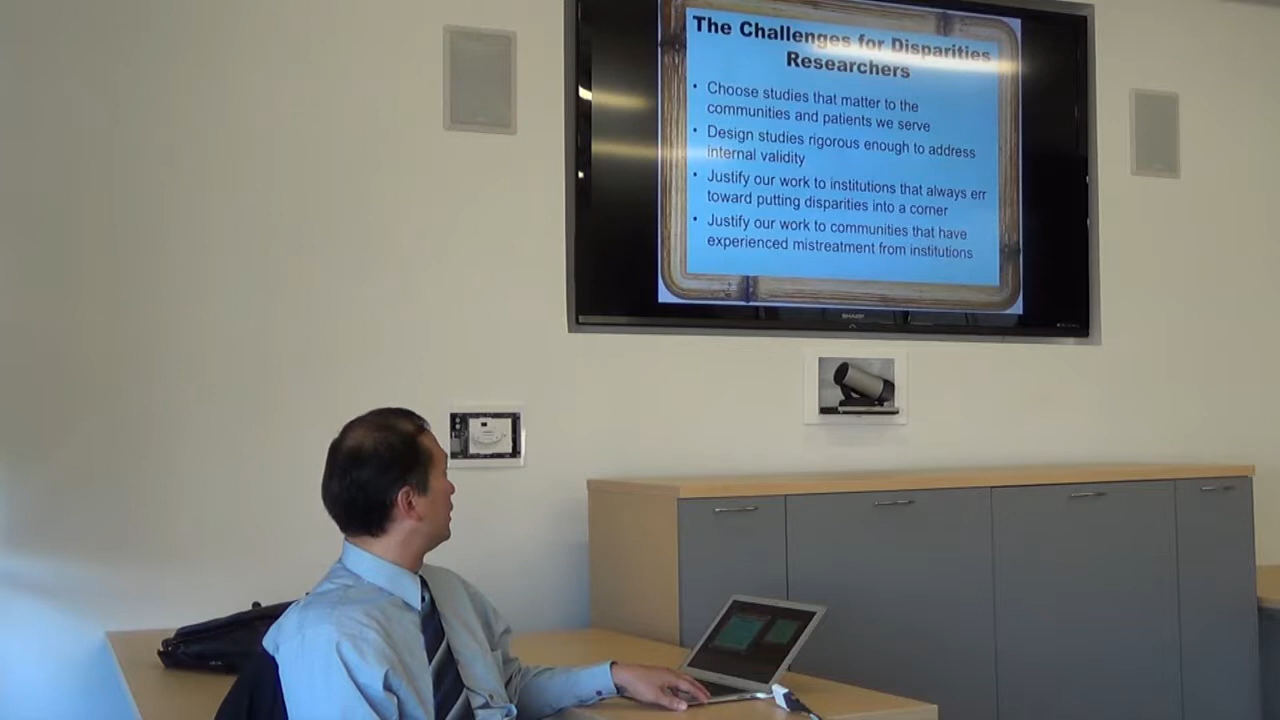 The Challenges for Disparities
Researchers
• Choose studies that matter to the
communities and patients we serve
• Design studies rigorous enough to address
internal validity
• Justify our work to institutions that always err
toward putting disparities into a corner
• Justify our work to communities that have
experienced mistreatment from institutions
SHARP